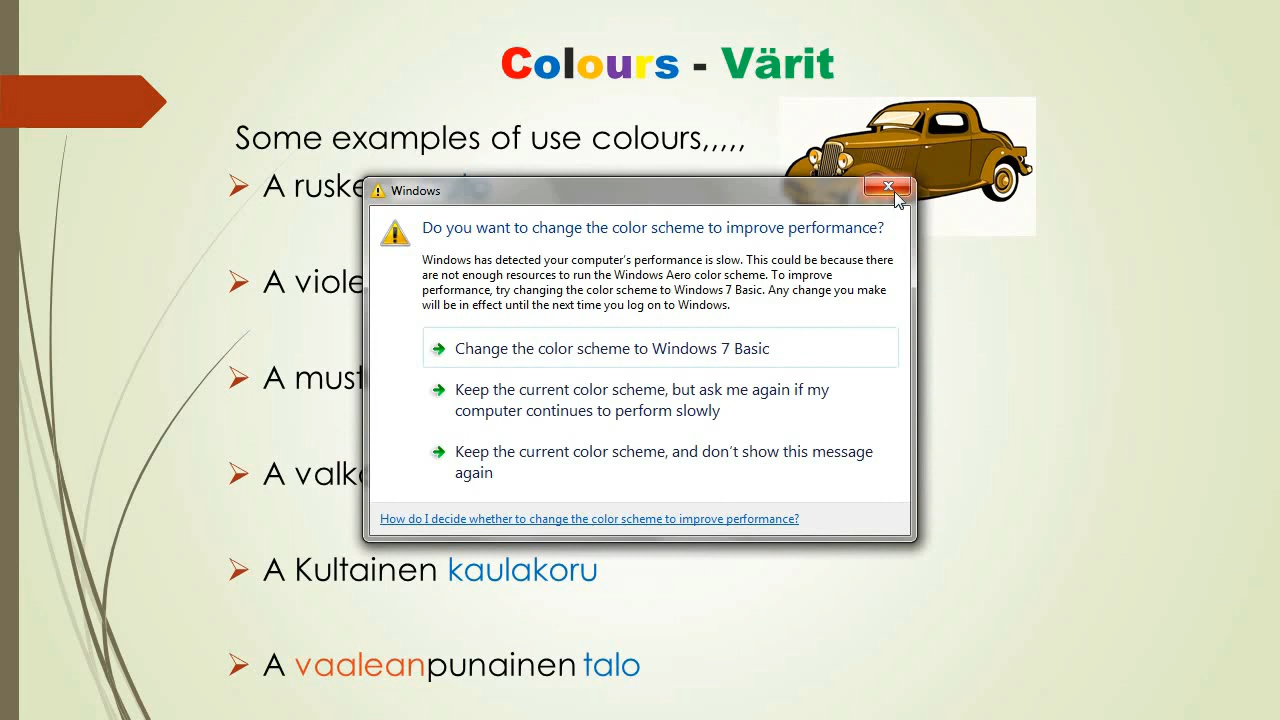 Colours - Värit
Some examples of use colours,,,,,
A ruske
Windows
Do you want to change the color scheme to improve performance?
Windows has detected your computer's performance is slow. This could be because there
are not enough resources to run the Windows Aero color scheme. To improve
performance, try changing the color scheme to Windows 7 Basic. Any change you make
will be in effect until the next time you log on to Windows.
A viole
Change the color scheme to Windows 7 Basic
A must
Keep the current color scheme, but ask me again if my
computer continues to perform slowly
A valko
Keep the current color scheme, and don't show this message
again
How do I decide whether to change the color scheme to improve performance?
A Kultainen kaulakoru
A vaaleanpunainen talo